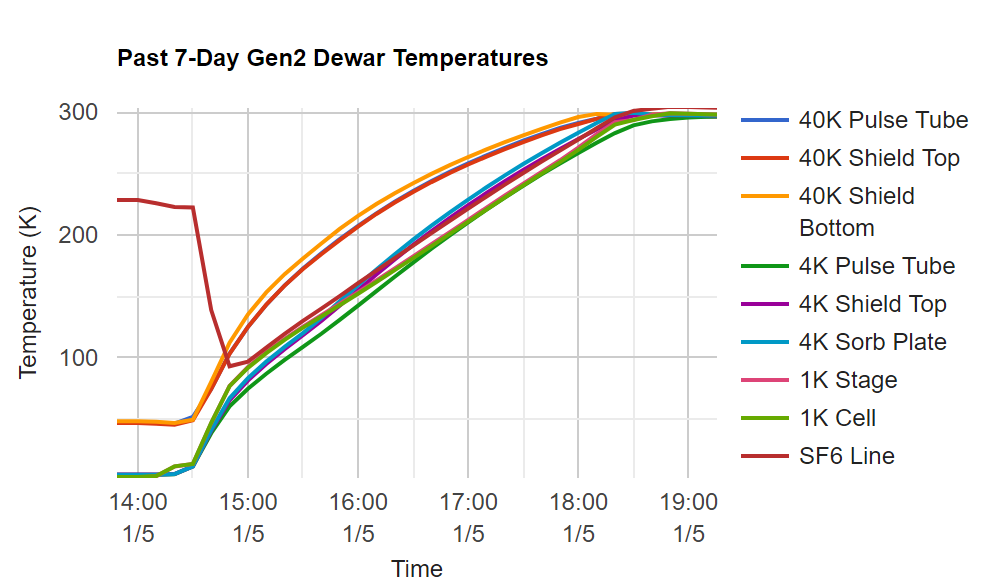 Past 7-Day Gen2 Dewar Temperatures
Temperature (K)
300
200
100
14:00
1/5
15:00
1/5
16:00
1/5
17:00
1/5
18:00
1/5
19:00
1/5
Time
40K Pulse Tube
40K Shield Top
40K Shield
Bottom
4K Pulse Tube
4K Shield Top
4K Sorb Plate
1K Stage
1K Cell
SF6 Line